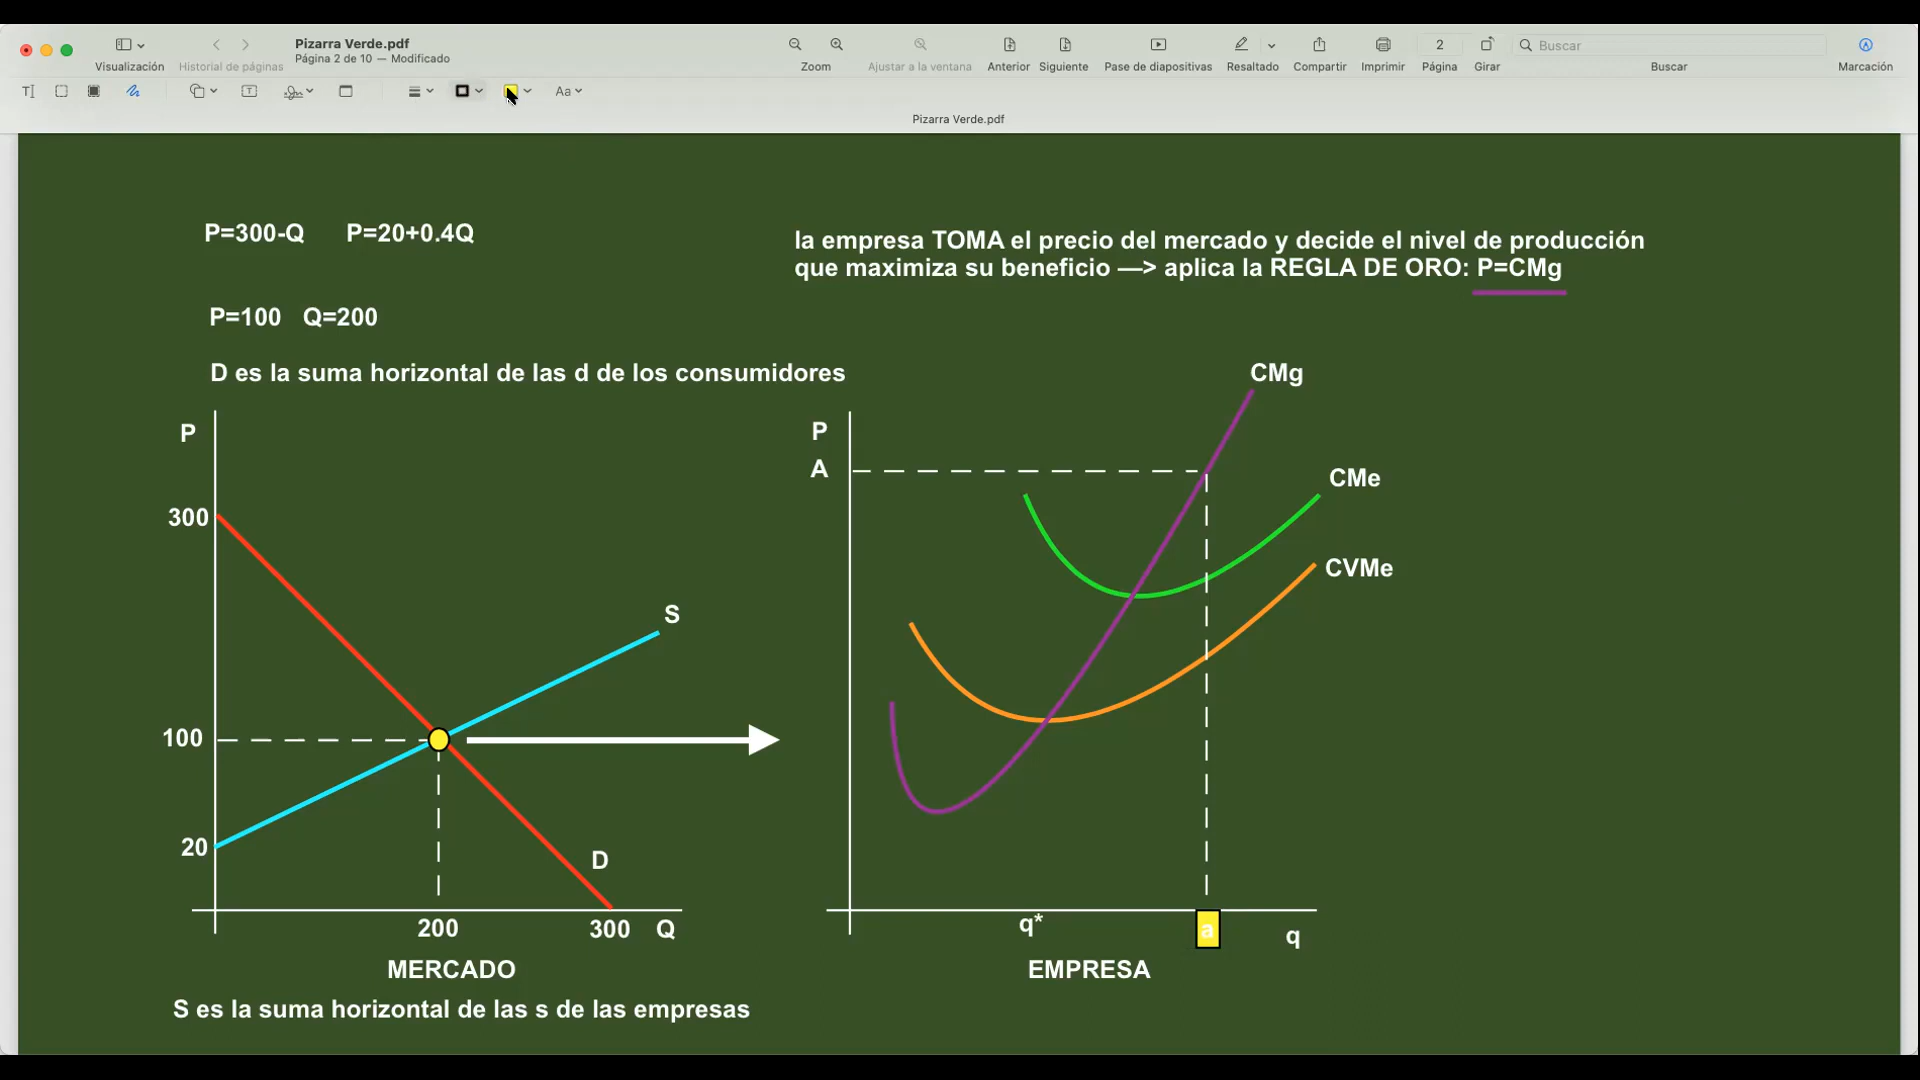 Pizarra Verde.pdf
Página 2 de 10 — Modificado
Visualización
Historial de páginas
Zoom
Ajustar a la ventana
Anterior
Siguiente
Pase de diapositivas
Resaltado
Compartir
Imprimir
2
Página
Girar
Buscar
Buscar
Marcación
Aa
Pizarra Verde.pdf
P=300-Q P=20+0.4Q
la empresa TOMA el precio del mercado y decide el nivel de producción
que maximiza su beneficio —> aplica la REGLA DE ORO: P=CMg
P=100 Q=200
D es la suma horizontal de las d de los consumidores
P
300
100
20
S
D
200
300
Q
MERCADO
S es la suma horizontal de las s de las empresas
P
A
CMg
CMe
CVMe
q*
a
q
EMPRESA